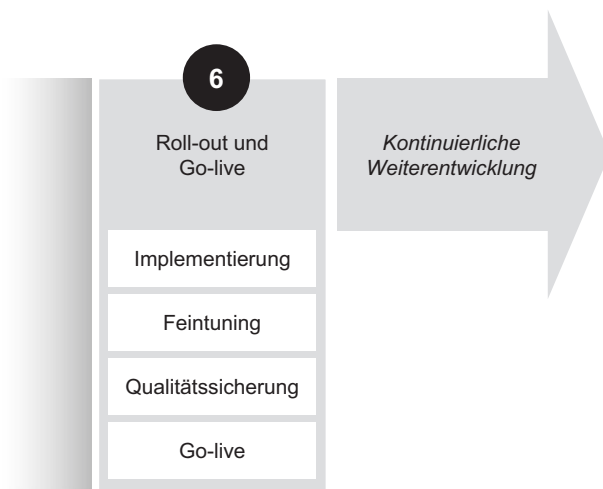 6
Roll-out und
Go-live
Kontinuierliche
Weiterentwicklung
Implementierung
Feintuning
Qualitätssicherung
Go-live